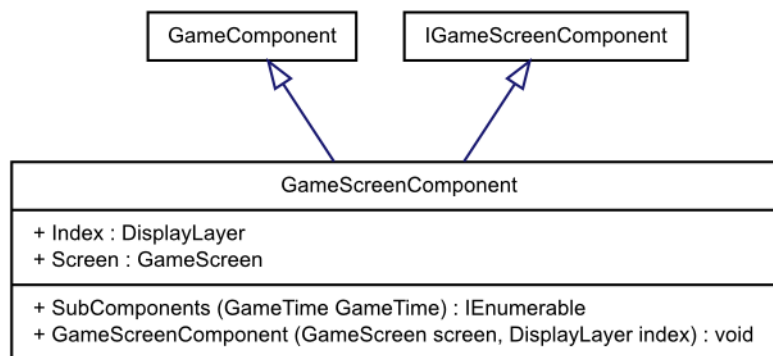 GameComponent
IGameScreenComponent
GameScreenComponent
+ Index : DisplayLayer
+ Screen : GameScreen
+ SubComponents (GameTime GameTime) : IEnumerable
+ GameScreenComponent (GameScreen screen, DisplayLayer index) : void